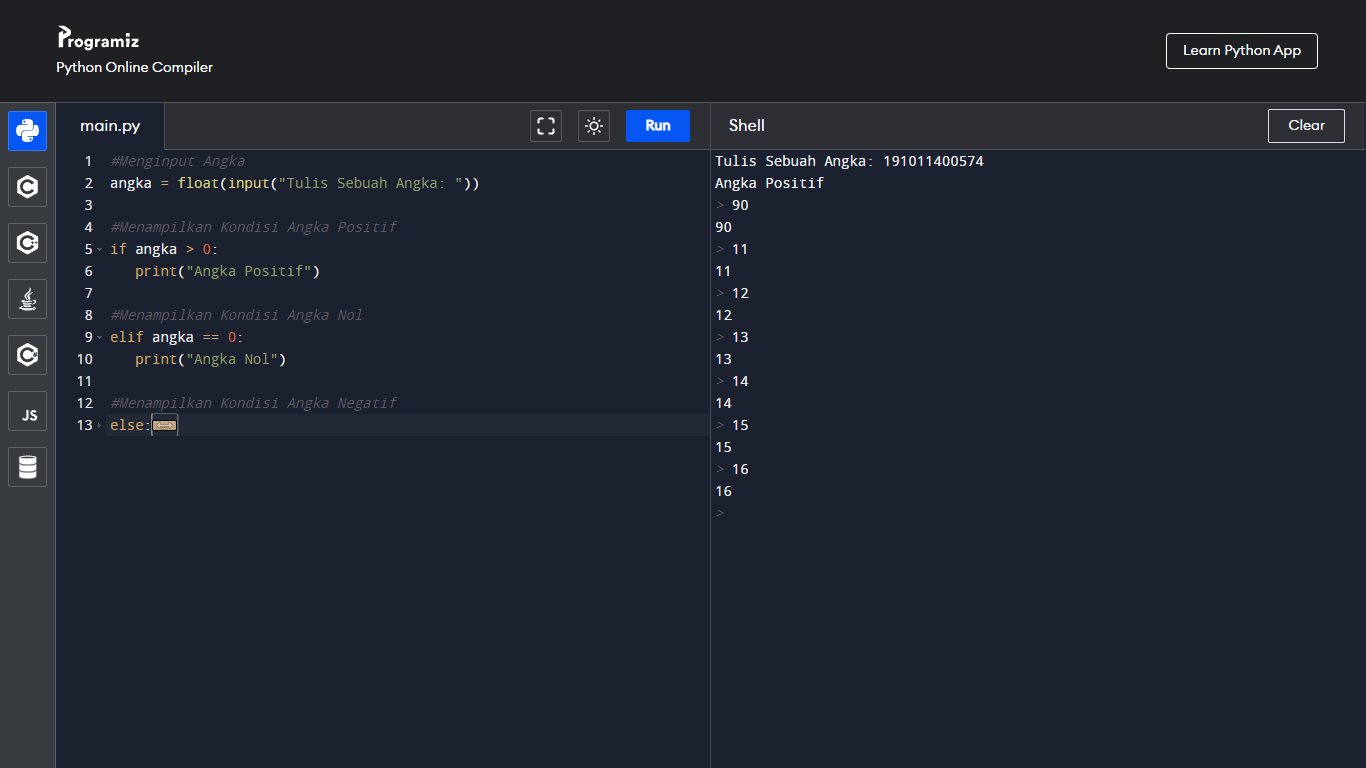 Programiz
Python Online Compiler
Learn Python App
main.py
Run
Shell
Clear
1 #Menginput Angka
2 angka = float(input("Tulis Sebuah Angka: "))
3
4 #Menampilkan Kondisi Angka Positif
5 if angka > 0:
6 print("Angka Positif")
7
8 #Menampilkan Kondisi Angka Nol
9 elif angka == 0:
10 print("Angka Nol")
11
12 #Menampilkan Kondisi Angka Negatif
13 else:
JS
Tulis Sebuah Angka: 191011400574
Angka Positif
> 90
90
> 11
11
> 12
12
> 13
13
> 14
14
> 15
15
> 16
16
>